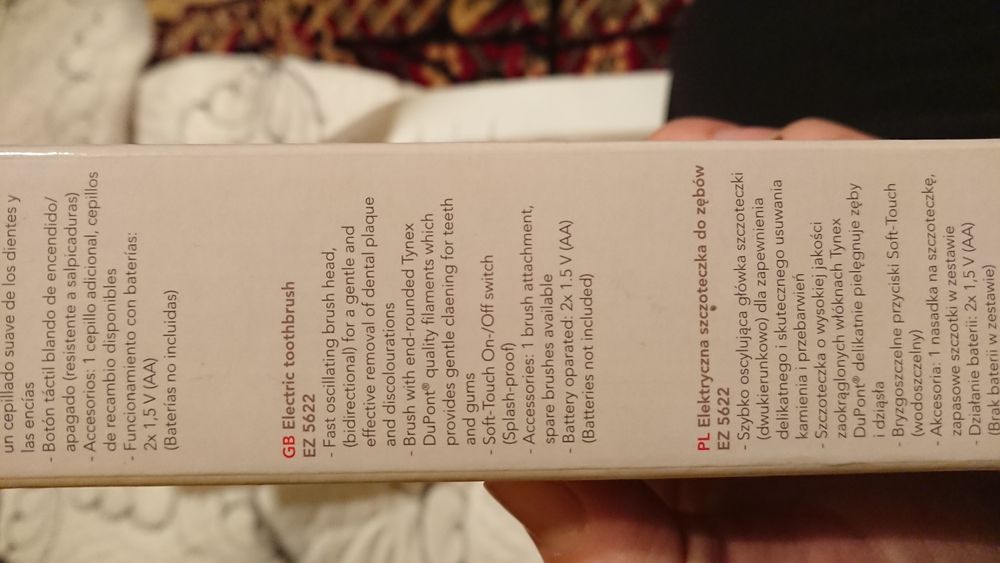 un cepillado suave de los dientes y
las encías
- Botón táctil blando de encendido/
apagado (resistente a salpicaduras)
- Accesorios: 1 cepillo adicional, cepillos
de recambio disponibles
- Funcionamiento con baterías:
2x 1,5 V (AA)
(Baterías no incluidas)
GB Electric toothbrush
EZ 5622
- Fast oscillating brush head,
(bidirectional) for a gentle and
effective removal of dental plaque
and discolourations
- Brush with end-rounded Tynex
DuPont® quality filaments which
provides gentle claening for teeth
and gums
- Soft-Touch On-/Off switch
(Splash-proof)
- Accessories: 1 brush attachment,
spare brushes available
- Battery oparated: 2x 1.5 V (AA)
(Batteries not included)
PL Elektryczna szczoteczka do zębów
EZ 5622
- Szybko oscylująca główka szczoteczki
(dwukierunkowo) dla zapewnienia
delikatnego i skutecznego usuwania
kamienia i przebarwień
- Szczoteczka o wysokiej jakości
zaokrąglonych włóknach Tynex
DuPont® delikatnie pielęgnuje zęby
i dziąsła
- Bryzgoszczelne przyciski Soft-Touch
(wodoszczelny)
- Akcesoria: 1 nasadka na szczoteczkę,
zapasowe szczotki w zestawie
- Działanie baterii: 2x 1,5 V (AA)
(Brak baterii w zestawie)